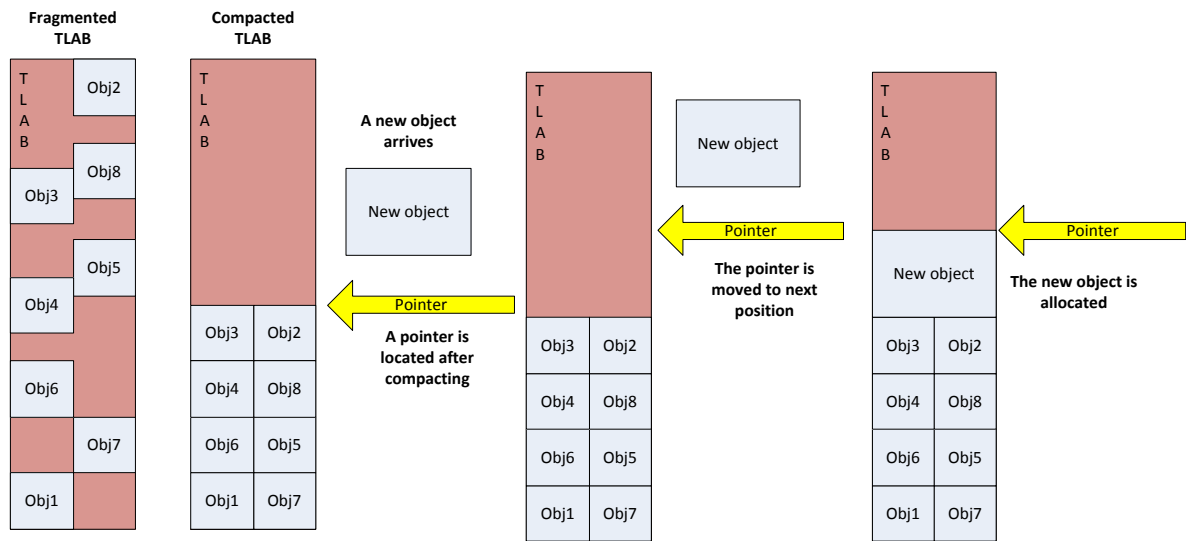 Fragmented
TLAB
T
L
A
B
Obj2
Obj8
Obj3
Obj5
Obj4
Obj6
Obj7
Obj1
Compacted
TLAB
T
L
A
B
Obj3 Obj2
Obj4 Obj8
Obj6 Obj5
Obj1 Obj7
A new object
arrives
New object
Pointer
A pointer is
located after
compacting
T
L
A
B
Obj3 Obj2
Obj4 Obj8
Obj6 Obj5
Obj1 Obj7
New object
Pointer
The pointer is
moved to next
position
T
L
A
B
New object
Obj3 Obj2
Obj4 Obj8
Obj6 Obj5
Obj1 Obj7
Pointer
The new object is
allocated